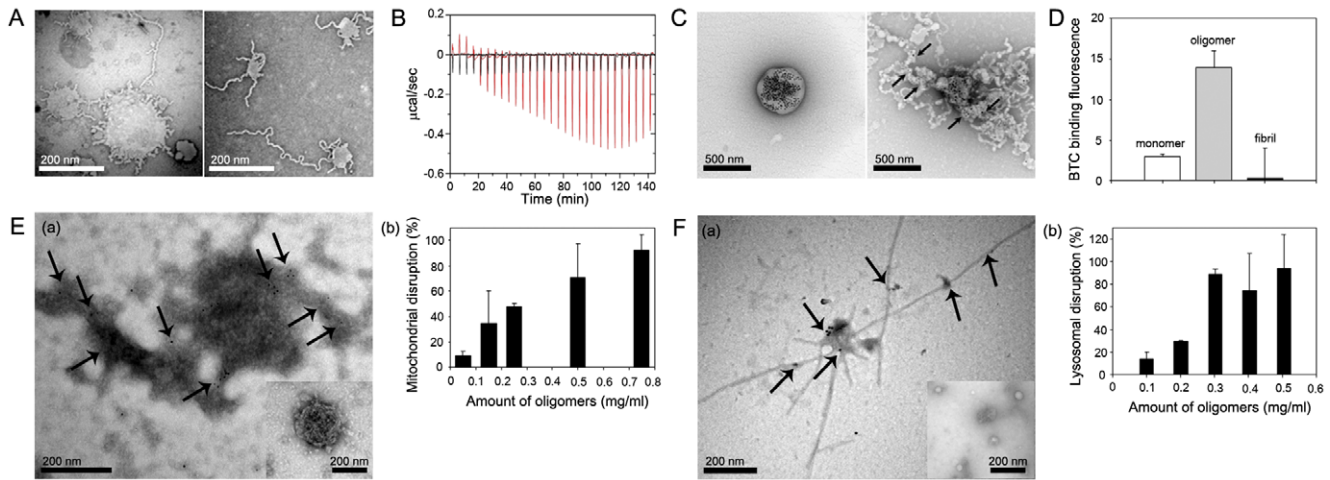 A
200 nm
200 nm
B
0.2
0
-0.2
-0.4
-0.6
μcal/sec
0 20 40 60 80 100 120 140
Time (min)
C
500 nm
500 nm
D
BTC binding fluorescence
20
15
10
5
0
monomer
oligomer
fibril
E
(a)
200 nm
200 nm
(b)
Mitochondrial disruption (%)
100
80
60
40
20
0
0 0.1 0.2 0.3 0.4 0.5 0.6 0.7 0.8
Amount of oligomers (mg/ml)
F
(a)
200 nm
200 nm
(b)
Lysosomal disruption (%)
120
100
80
60
40
20
0
0 0.1 0.2 0.3 0.4 0.5 0.6
Amount of oligomers (mg/ml)